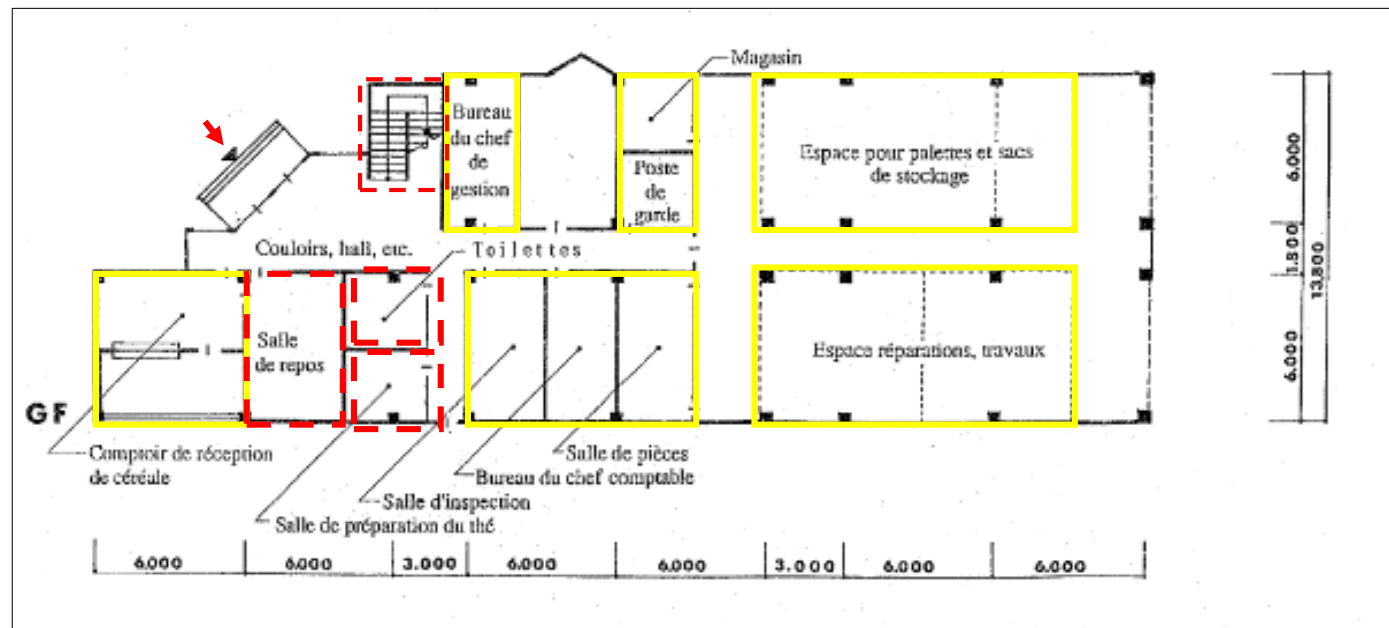 Magasin
Bureau
du chef
de
gestion
Poste
de
garde
Espace pour palettes et sacs
de stockage
6.000
1.800
6.000
13.800
Couloirs, hall, etc.
Toilettes
Salle
de repos
Espace réparations, travaux
GF
Comptoir de réception
de céréale
Salle de pièces
Bureau du chef comptable
Salle d'inspection
Salle de préparation du thé
6.000 6.000 3.000 6.000 6.000 3.000 6.000 6.000